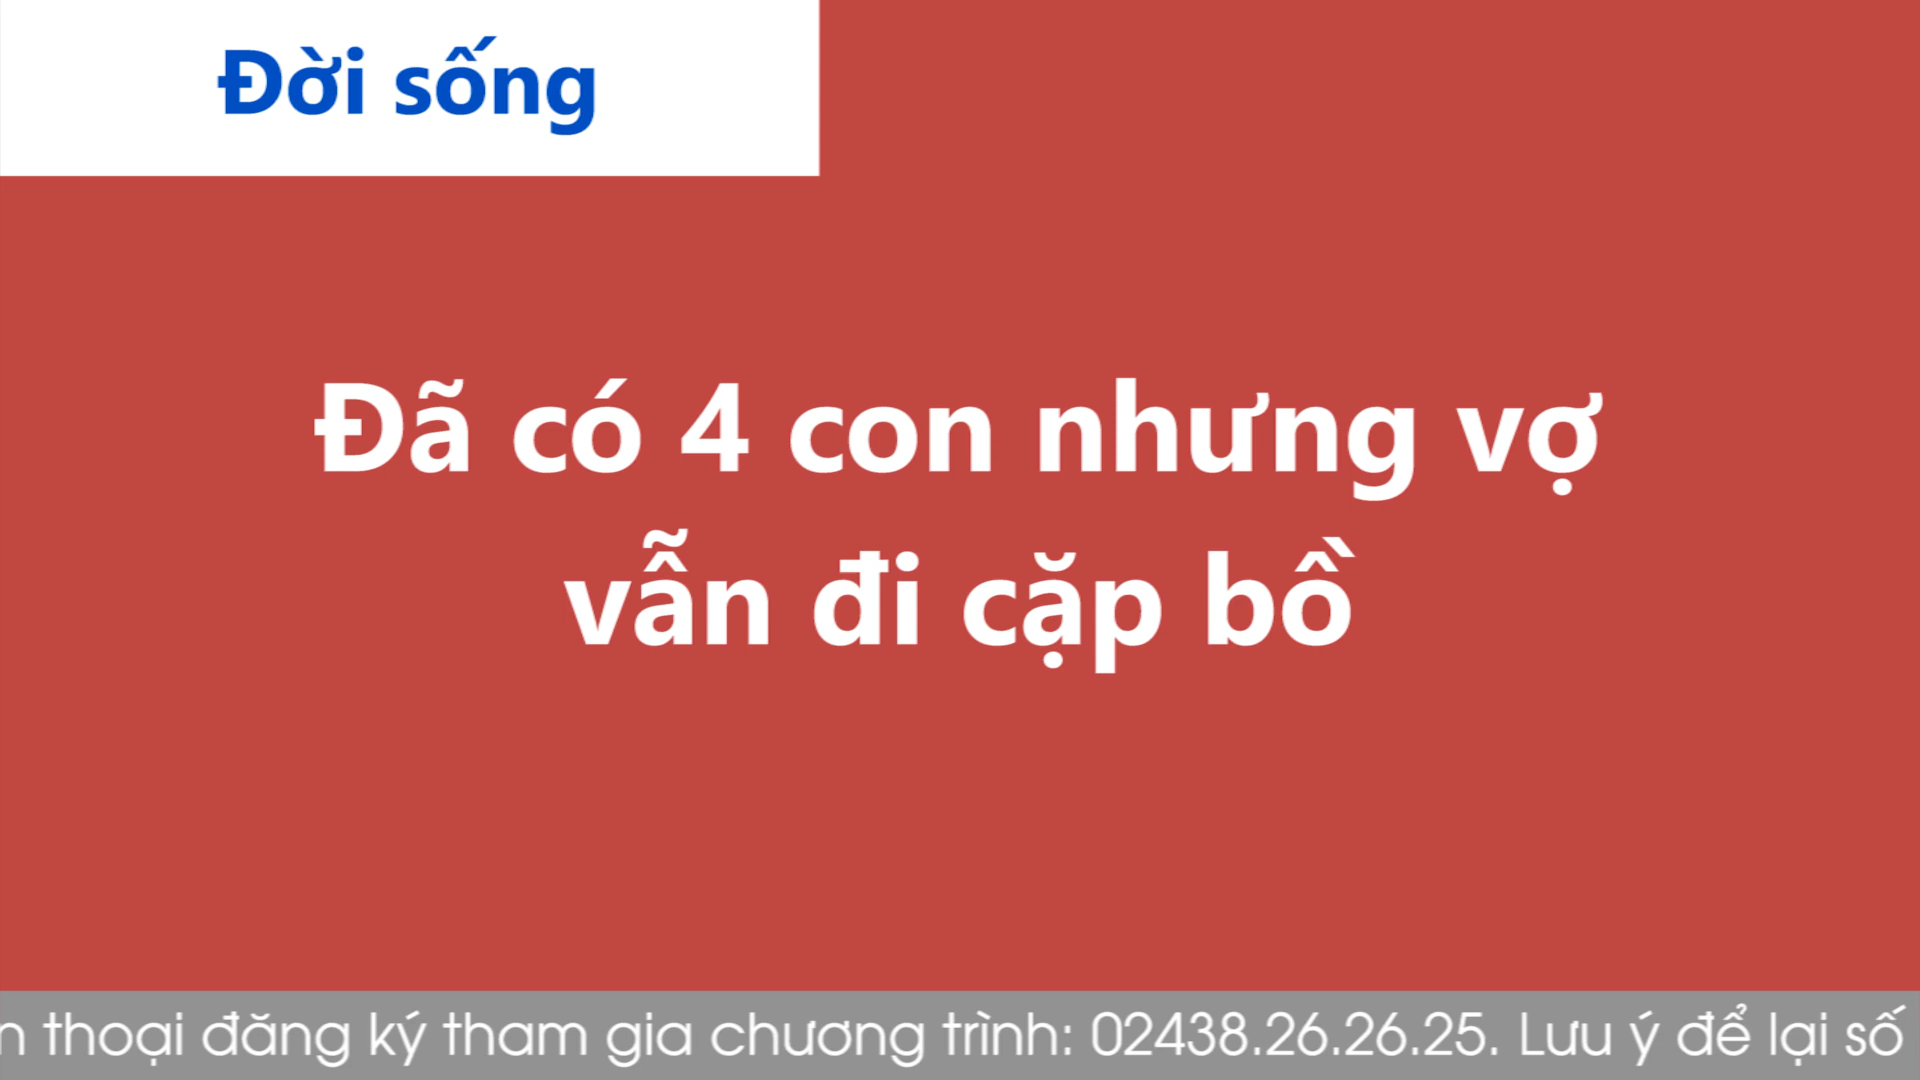 Đời sống
Đã có 4 con nhưng vợ
vẫn đi cặp bồ
thoại đăng ký tham gia chương trình: 02438.26.26.25. Lưu ý để lại số